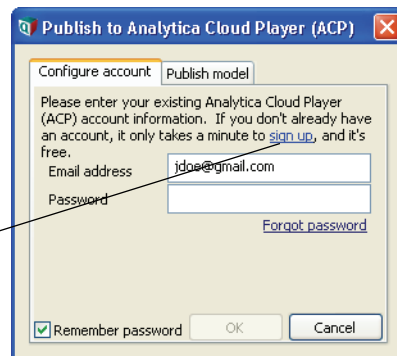 Publish to Analytica Cloud Player (ACP)
Configure account
Publish model
Please enter your existing Analytica Cloud Player
(ACP) account information. If you don't already have
an account, it only takes a minute to sign up, and it's
free.
Email address
jdoe@gmail.com
Password
Forgot password
Remember password
OK
Cancel